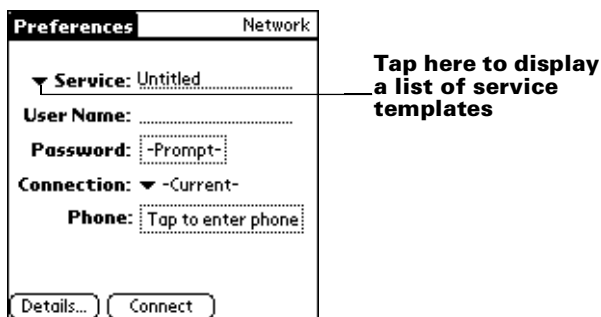 Preferences Network
Service: Untitled
User Name:
Password: -Prompt-
Connection: -Current-
Phone: Tap to enter phone
Details... Connect
Tap here to display
a list of service
templates